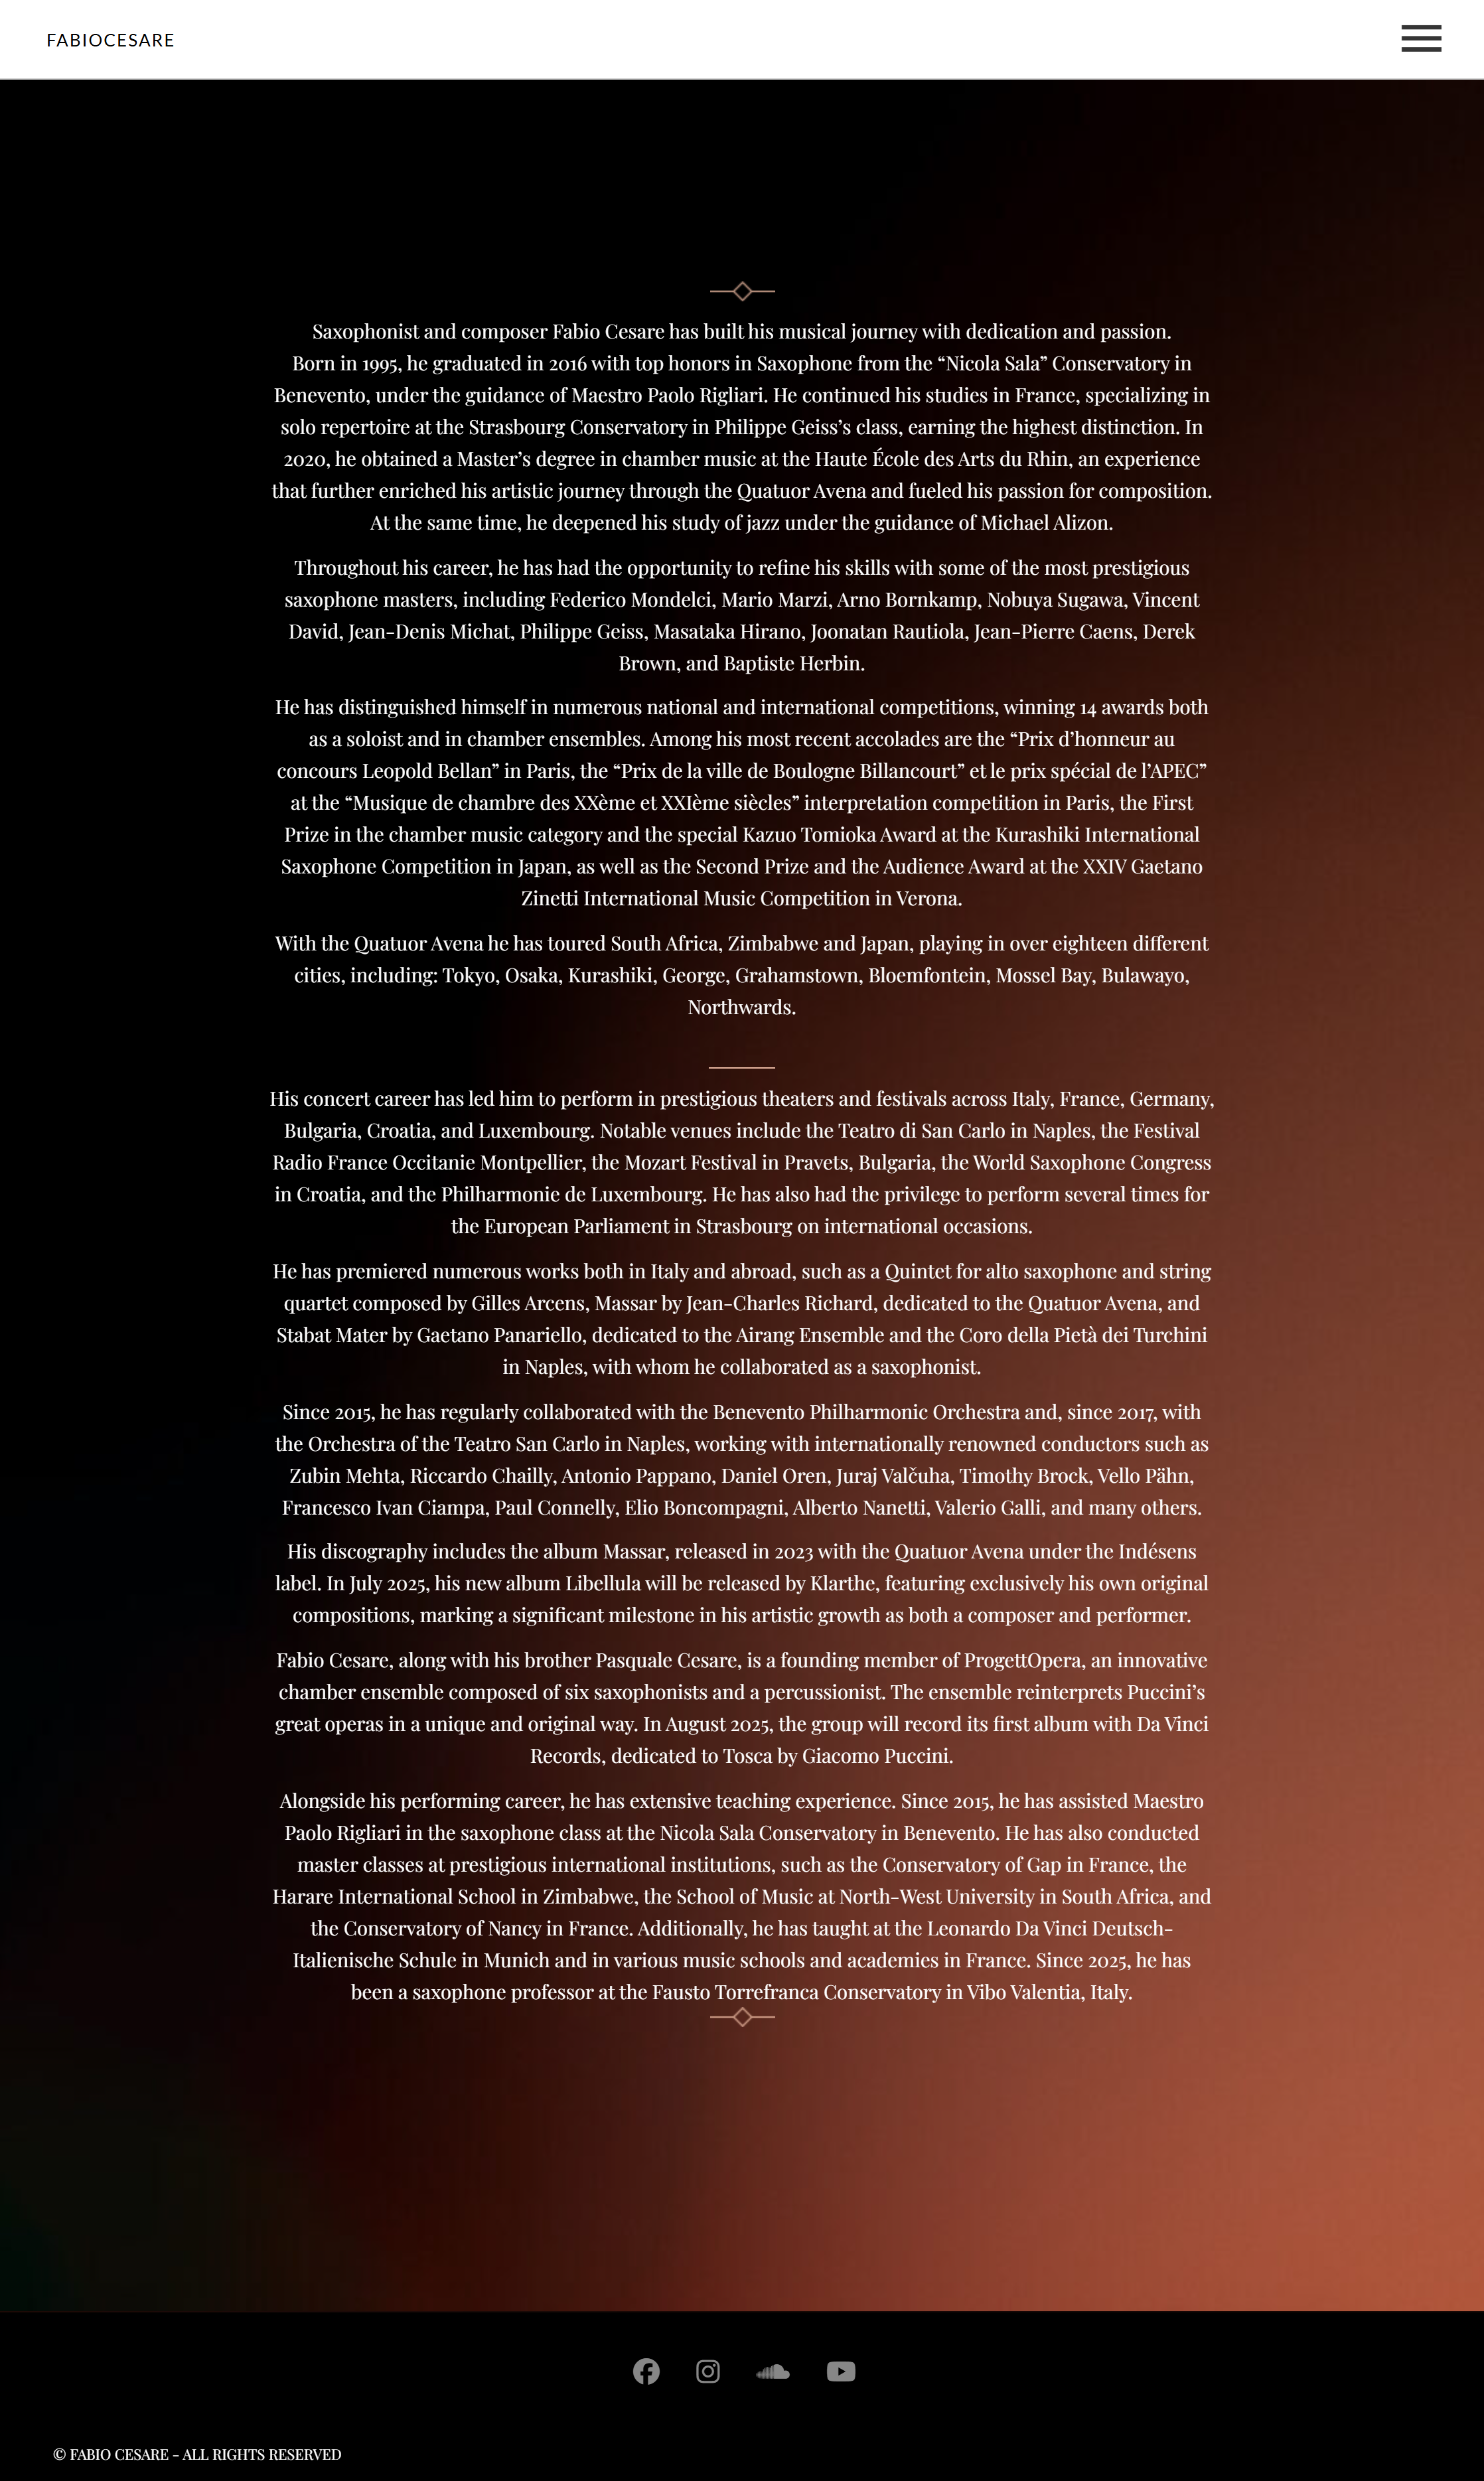 FABIOCESARE
Saxophonist and composer Fabio Cesare has built his musical journey with dedication and passion.
Born in 1995, he graduated in 2016 with top honors in Saxophone from the “Nicola Sala” Conservatory in
Benevento, under the guidance of Maestro Paolo Rigliari. He continued his studies in France, specializing in
solo repertoire at the Strasbourg Conservatory in Philippe Geiss’s class, earning the highest distinction. In
2020, he obtained a Master’s degree in chamber music at the Haute École des Arts du Rhin, an experience
that further enriched his artistic journey through the Quatuor Avena and fueled his passion for composition.
At the same time, he deepened his study of jazz under the guidance of Michael Alizon.
Throughout his career, he has had the opportunity to refine his skills with some of the most prestigious
saxophone masters, including Federico Mondelci, Mario Marzi, Arno Bornkamp, Nobuya Sugawa, Vincent
David, Jean-Denis Michat, Philippe Geiss, Masataka Hirano, Joonatan Rautiola, Jean-Pierre Caens, Derek
Brown, and Baptiste Herbin.
He has distinguished himself in numerous national and international competitions, winning 14 awards both
as a soloist and in chamber ensembles. Among his most recent accolades are the “Prix d’honneur au
concours Leopold Bellan” in Paris, the “Prix de la ville de Boulogne Billancourt” et le prix spécial de l’APEC”
at the “Musique de chambre des XXème et XXIème siècles” interpretation competition in Paris, the First
Prize in the chamber music category and the special Kazuo Tomioka Award at the Kurashiki International
Saxophone Competition in Japan, as well as the Second Prize and the Audience Award at the XXIV Gaetano
Zinetti International Music Competition in Verona.
With the Quatuor Avena he has toured South Africa, Zimbabwe and Japan, playing in over eighteen different
cities, including: Tokyo, Osaka, Kurashiki, George, Grahamstown, Bloemfontein, Mossel Bay, Bulawayo,
Northwards.
His concert career has led him to perform in prestigious theaters and festivals across Italy, France, Germany,
Bulgaria, Croatia, and Luxembourg. Notable venues include the Teatro di San Carlo in Naples, the Festival
Radio France Occitanie Montpellier, the Mozart Festival in Pravets, Bulgaria, the World Saxophone Congress
in Croatia, and the Philharmonie de Luxembourg. He has also had the privilege to perform several times for
the European Parliament in Strasbourg on international occasions.
He has premiered numerous works both in Italy and abroad, such as a Quintet for alto saxophone and string
quartet composed by Gilles Arcens, Massar by Jean-Charles Richard, dedicated to the Quatuor Avena, and
Stabat Mater by Gaetano Panariello, dedicated to the Airang Ensemble and the Coro della Pietà dei Turchini
in Naples, with whom he collaborated as a saxophonist.
Since 2015, he has regularly collaborated with the Benevento Philharmonic Orchestra and, since 2017, with
the Orchestra of the Teatro San Carlo in Naples, working with internationally renowned conductors such as
Zubin Mehta, Riccardo Chailly, Antonio Pappano, Daniel Oren, Juraj Valčuha, Timothy Brock, Vello Pähn,
Francesco Ivan Ciampa, Paul Connelly, Elio Boncompagni, Alberto Nanetti, Valerio Galli, and many others.
His discography includes the album Massar, released in 2023 with the Quatuor Avena under the Indésens
label. In July 2025, his new album Libellula will be released by Klarthe, featuring exclusively his own original
compositions, marking a significant milestone in his artistic growth as both a composer and performer.
Fabio Cesare, along with his brother Pasquale Cesare, is a founding member of ProgettOpera, an innovative
chamber ensemble composed of six saxophonists and a percussionist. The ensemble reinterprets Puccini’s
great operas in a unique and original way. In August 2025, the group will record its first album with Da Vinci
Records, dedicated to Tosca by Giacomo Puccini.
Alongside his performing career, he has extensive teaching experience. Since 2015, he has assisted Maestro
Paolo Rigliari in the saxophone class at the Nicola Sala Conservatory in Benevento. He has also conducted
master classes at prestigious international institutions, such as the Conservatory of Gap in France, the
Harare International School in Zimbabwe, the School of Music at North-West University in South Africa, and
the Conservatory of Nancy in France. Additionally, he has taught at the Leonardo Da Vinci Deutsch-
Italienische Schule in Munich and in various music schools and academies in France. Since 2025, he has
been a saxophone professor at the Fausto Torrefranca Conservatory in Vibo Valentia, Italy.
© FABIO CESARE - ALL RIGHTS RESERVED